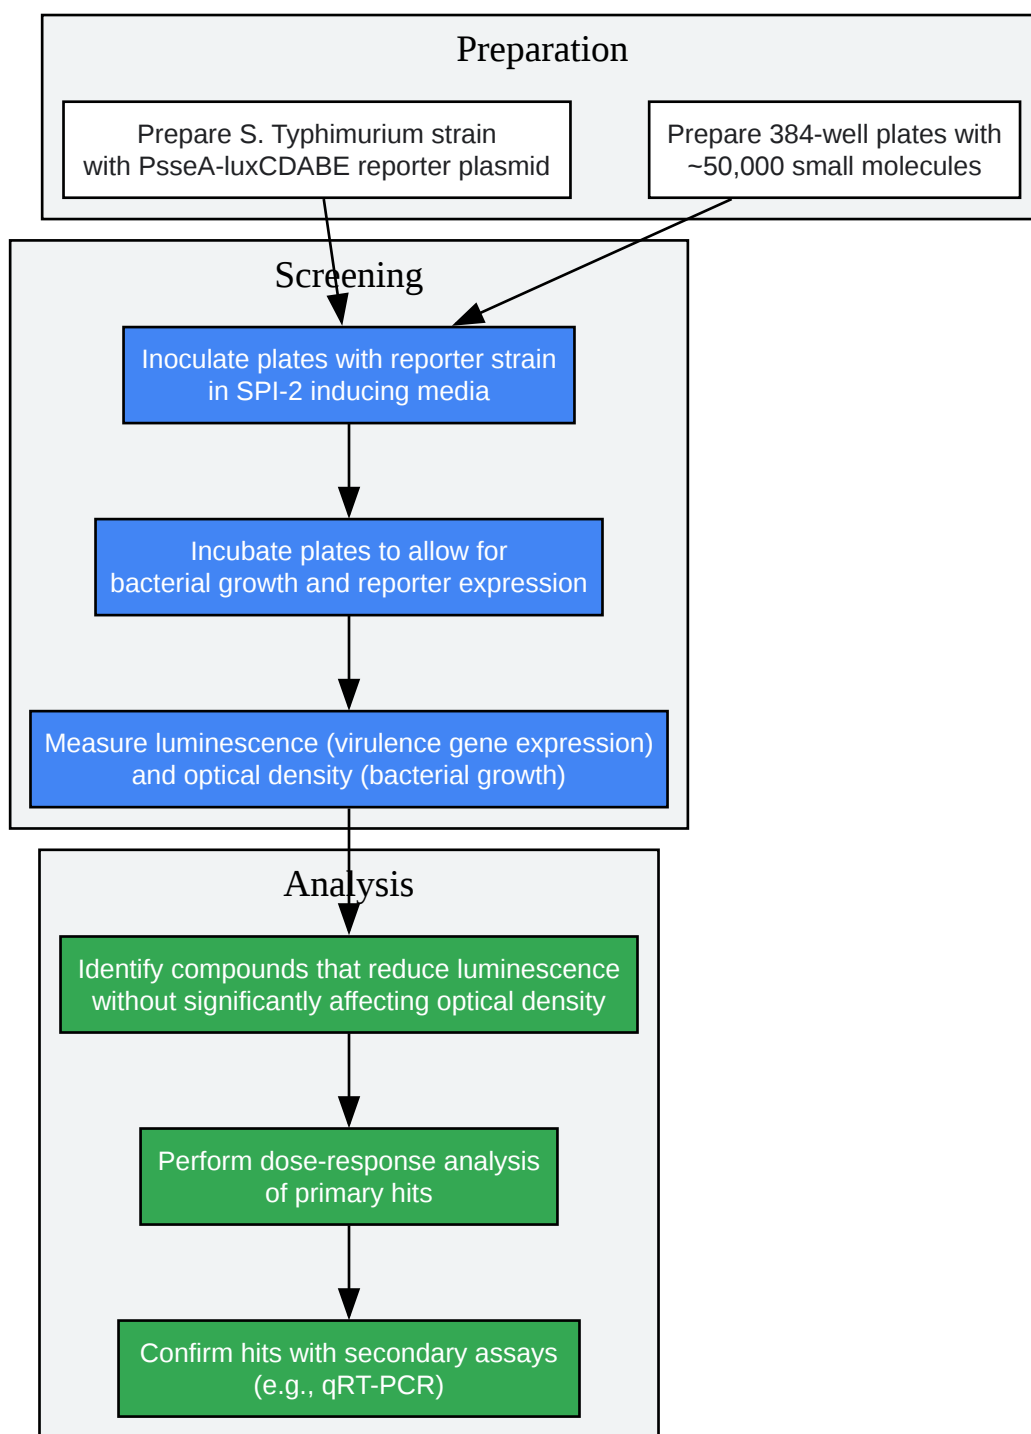 Preparation
Prepare S. Typhimurium strain
with PsseA-luxCDABE reporter plasmid
Prepare 384-well plates with
~50,000 small molecules
Screening
Inoculate plates with reporter strain
in SPI-2 inducing media
Incubate plates to allow for
bacterial growth and reporter expression
Measure luminescence (virulence gene expression)
and optical density (bacterial growth)
Analysis
Identify compounds that reduce luminescence
without significantly affecting optical density
Perform dose-response analysis
of primary hits
Confirm hits with secondary assays
(e.g., qRT-PCR)